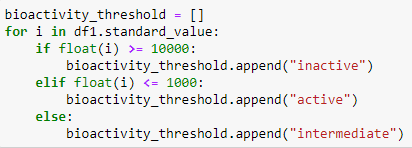 bioactivity_threshold = []
for i in df1.standard_value:
    if float(i) >= 10000:
        bioactivity_threshold.append("inactive")
    elif float(i) <= 1000:
        bioactivity_threshold.append("active")
    else:
        bioactivity_threshold.append("intermediate")